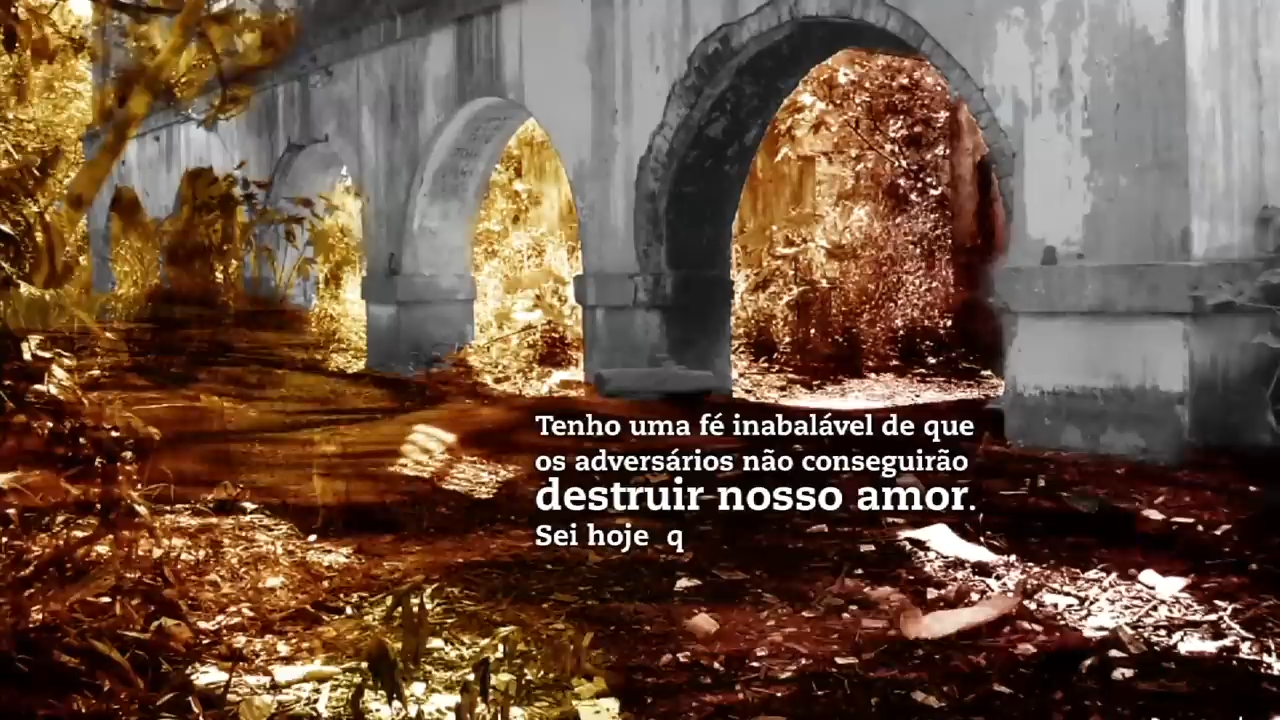 Tenho uma fé inabalável de que
os adversários não conseguirão
destruir nosso amor.
Sei hoje  q